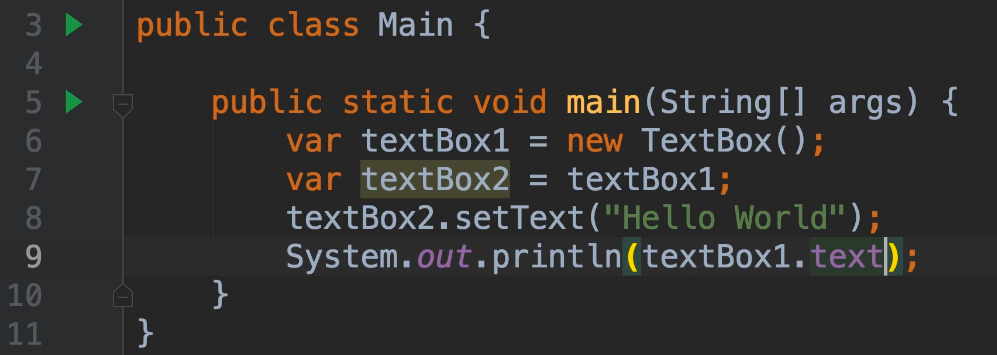 3 public class Main {
4
5 public static void main(String[] args) {
6 var textBox1 = new TextBox();
7 var textBox2 = textBox1;
8 textBox2.setText("Hello World");
9 System.out.println(textBox1.text);
10 }
11 }